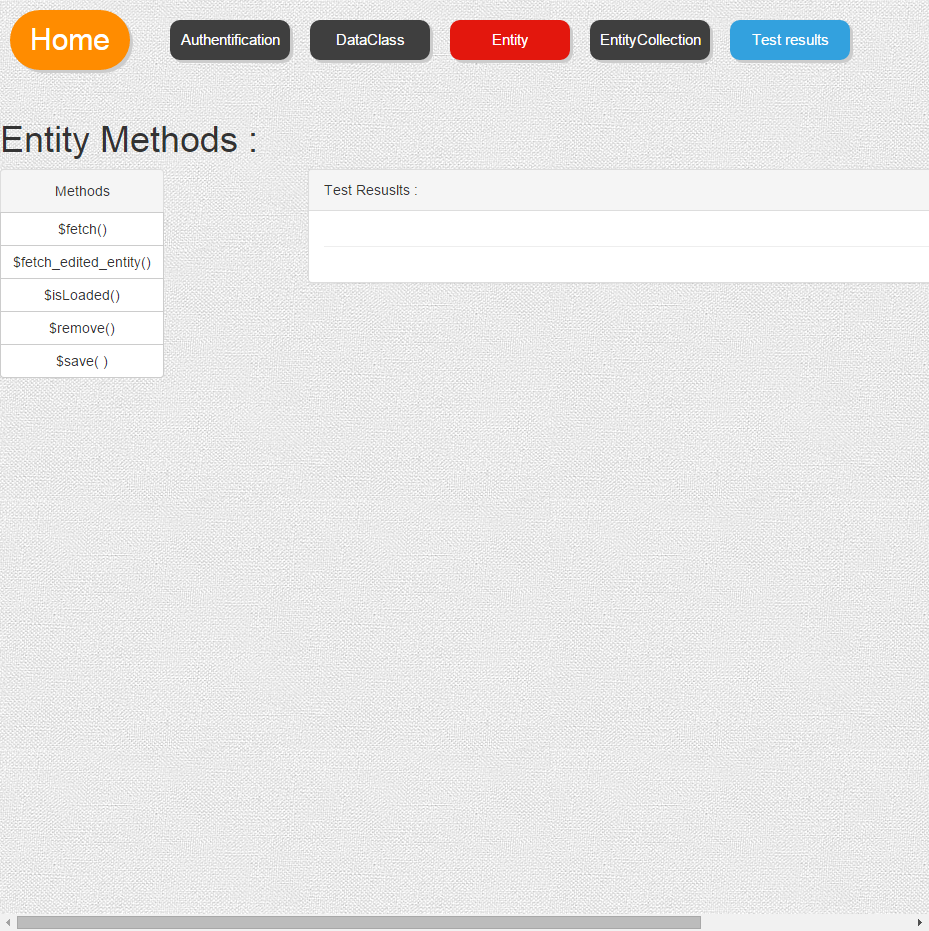 Home
Authentification
DataClass
Entity
EntityCollection
Test results
Entity Methods :
Methods
Test Resuslts :
$fetch()
$fetch_edited_entity()
$isLoaded()
$remove()
$save( )